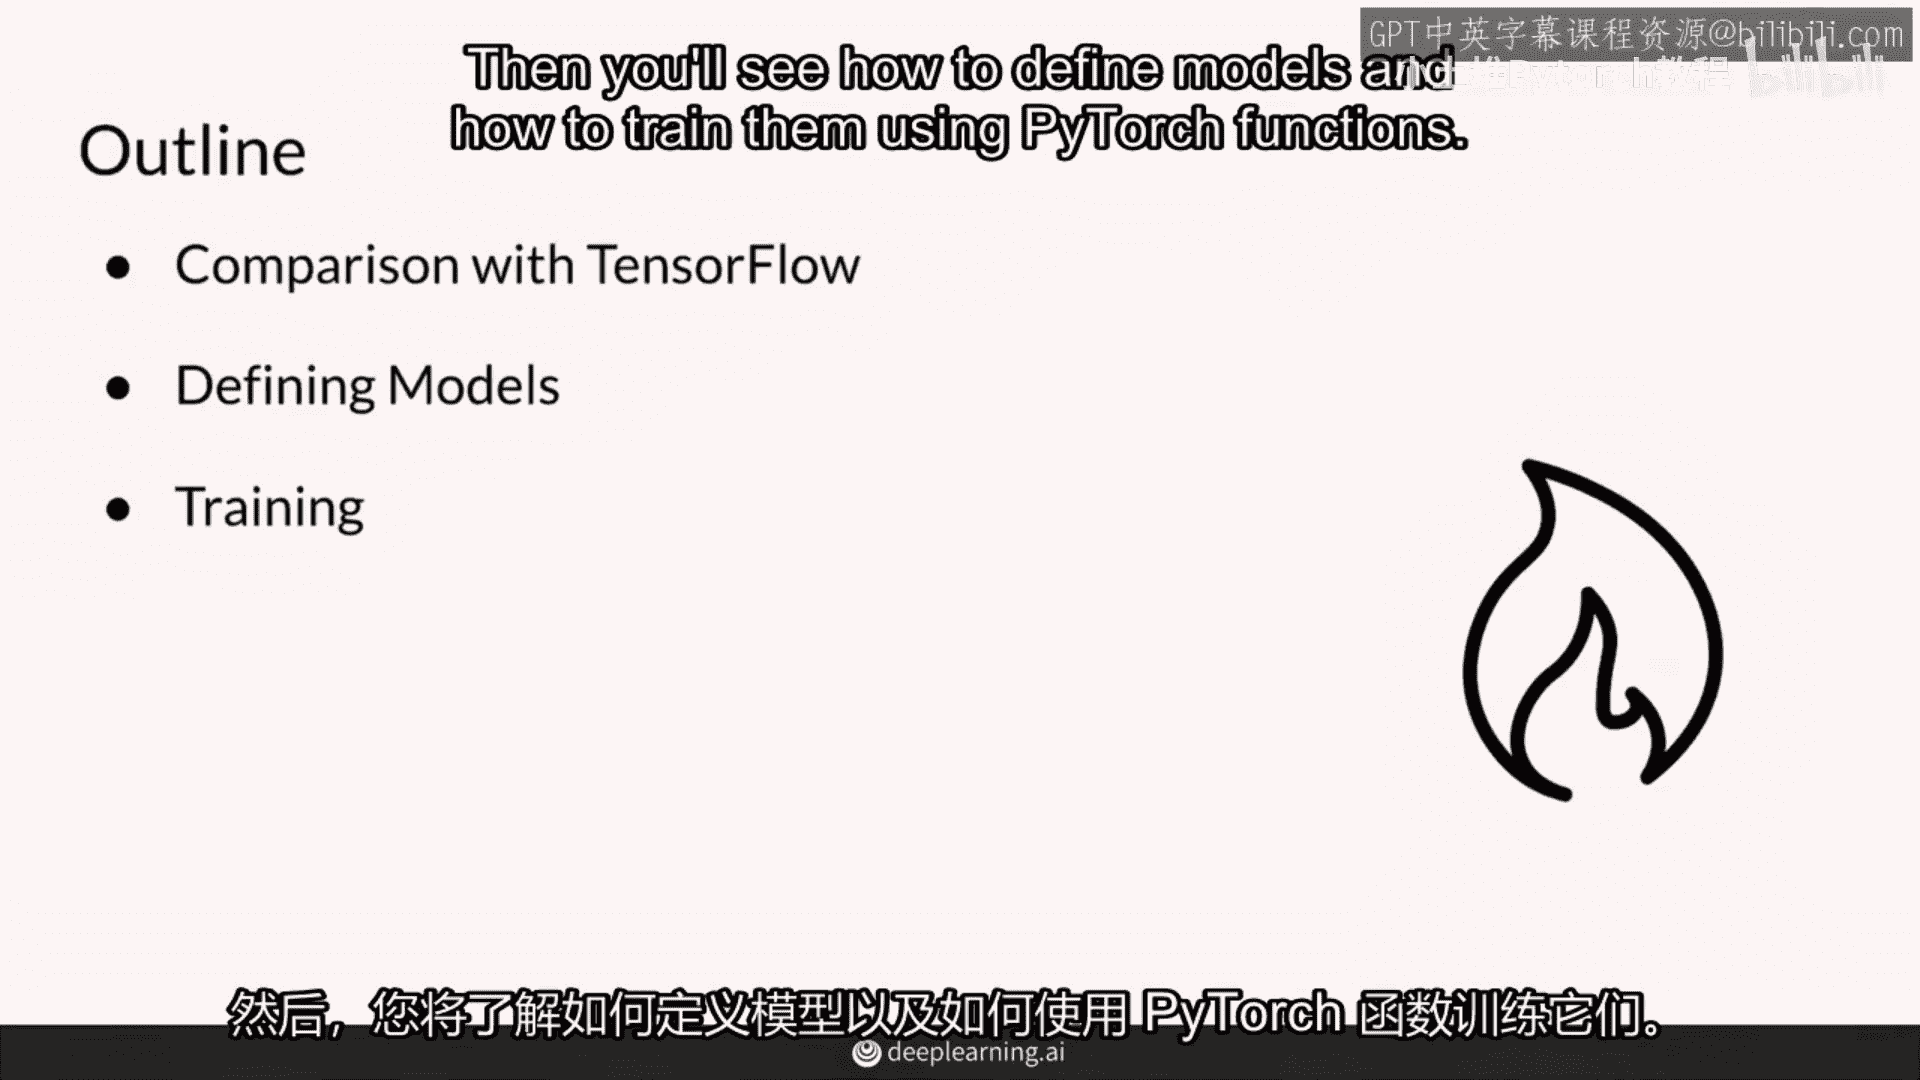 GPT中英字幕课程资源@bilibili.com
Then you'll see how to define models and
how to train them using PyTorch functions.
Outline
● Comparison with TensorFlow
● Defining Models
● Training
然后，您将了解如何定义模型以及如何使用 PyTorch 函数训练它们。
deeplearning.ai